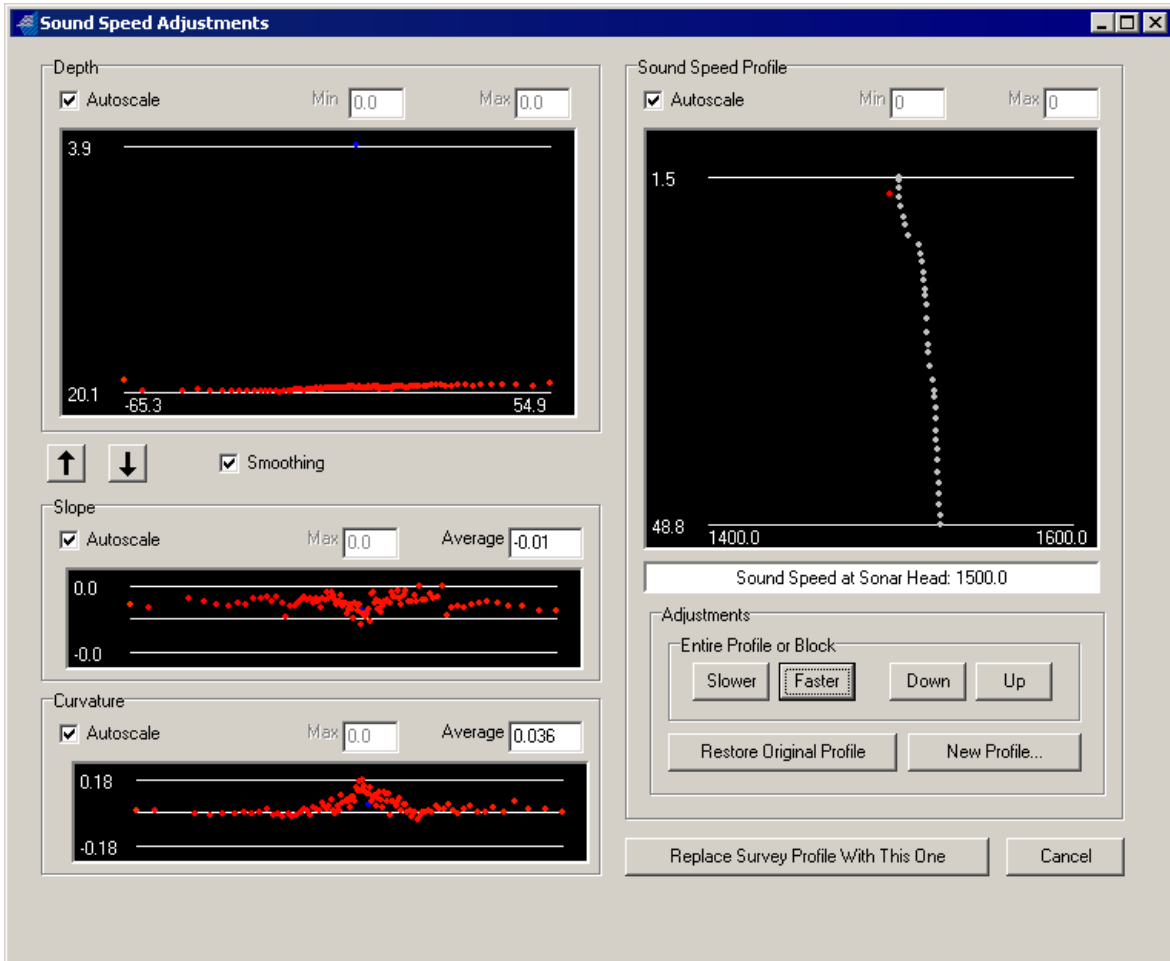 Sound Speed Adjustments
Depth
Autoscale Min 0.0 Max 0.0
3.9
20.1
-65.3 54.9
Smoothing
Slope
Autoscale Max 0.0 Average -0.01
0.0
-0.0
Curvature
Autoscale Max 0.0 Average 0.036
0.18
-0.18
Sound Speed Profile
Autoscale Min 0 Max 0
1.5
48.8
1400.0 1600.0
Sound Speed at Sonar Head: 1500.0
Adjustments
Entire Profile or Block
Slower Faster Down Up
Restore Original Profile New Profile...
Replace Survey Profile With This One Cancel